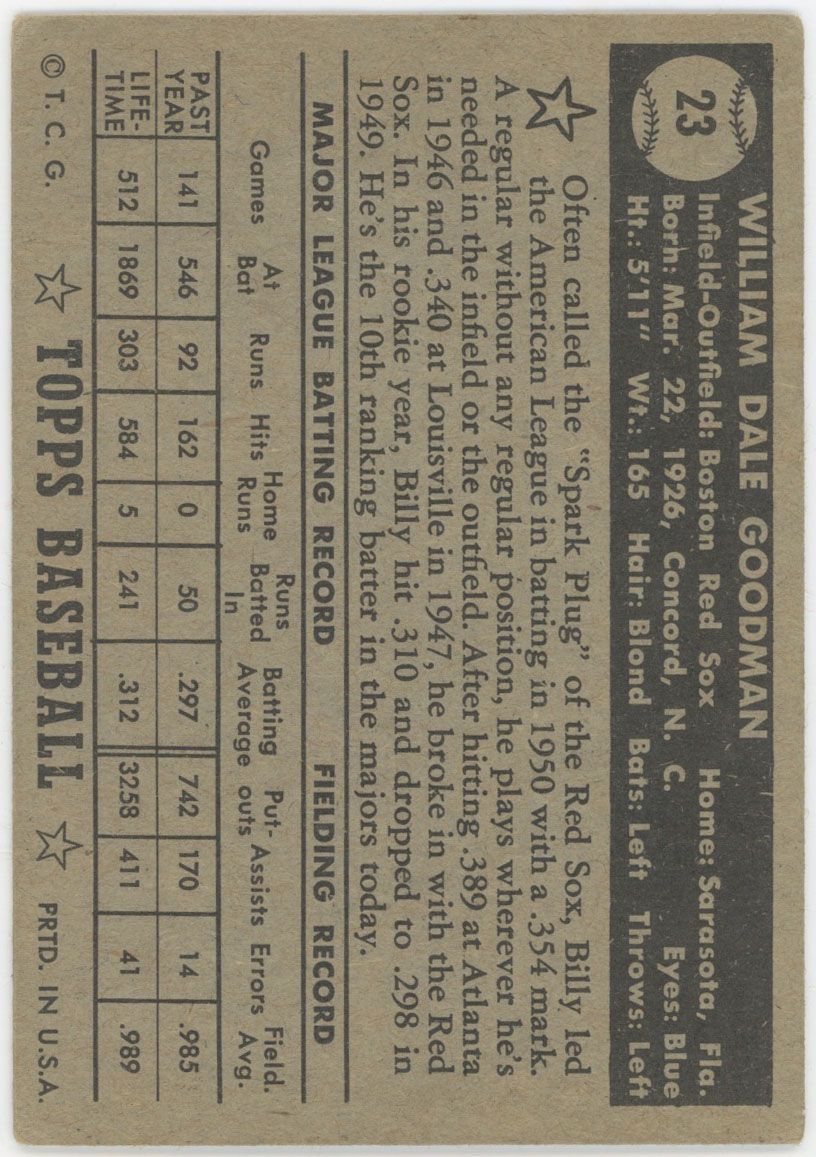 23
WILLIAM DALE GOODMAN
Infield-Outfield: Boston Red Sox Home: Sarasota, Fla.
Born: Mar. 22, 1926, Concord, N. C. Eyes: Blue
Ht.: 5'11" Wt.: 165 Hair: Blond Bats: Left Throws: Left
Often called the "Spark Plug" of the Red Sox, Billy led
the American League in batting in 1950 with a .354 mark.
A regular without any regular position, he plays wherever he's
needed in the infield or the outfield. After hitting .389 at Atlanta
in 1946 and .340 at Louisville in 1947, he broke in with the Red
Sox. In his rookie year, Billy hit .310 and dropped to .298 in
1949. He's the 10th ranking batter in the majors today.
MAJOR LEAGUE BATTING RECORD FIELDING RECORD
Games At Bat Runs Hits Home Runs Runs Batted In Batting Average Put-outs Assists Errors Field. Avg.
PAST YEAR 141 546 92 162 0 50 .297 742 170 14 .985
LIFE-TIME 512 1869 303 584 5 241 .312 3258 411 41 .989
© T. C. G. TOPPS BASEBALL PRTD. IN U.S.A.